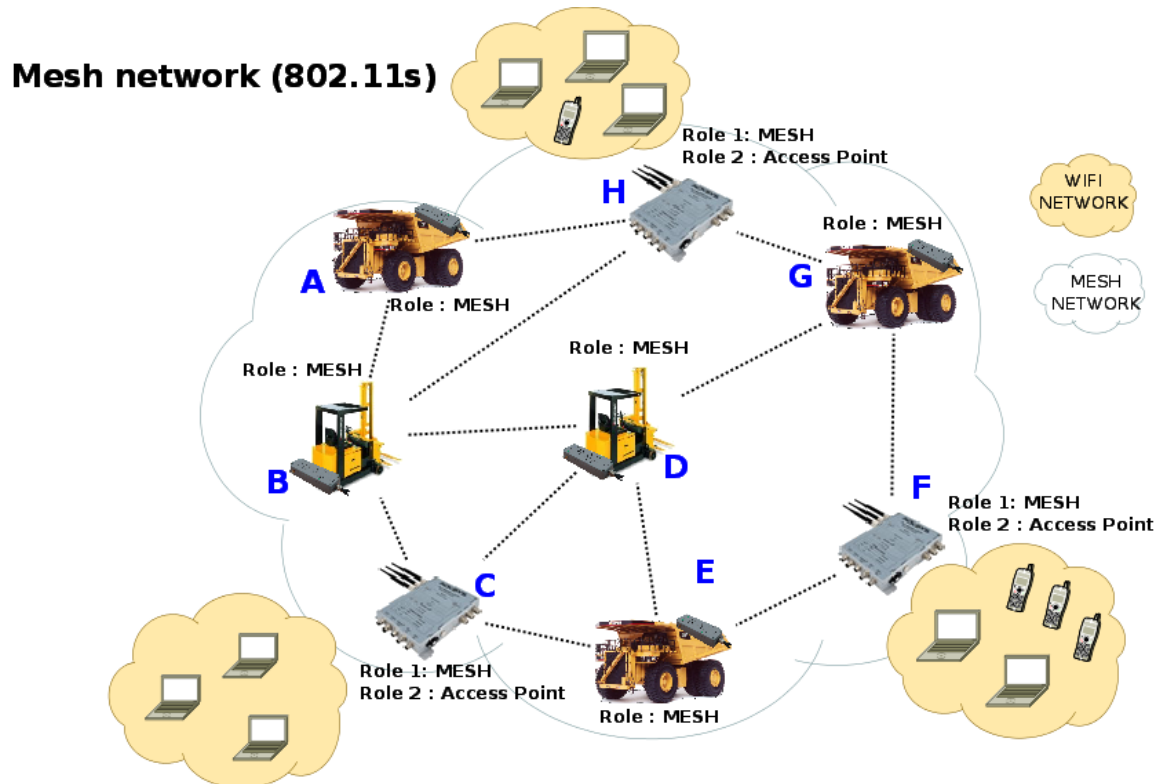 Mesh network (802.11s)
Role 1: MESH
Role 2 : Access Point
H
WIFI
NETWORK
Role : MESH
A
G
MESH
NETWORK
Role : MESH
Role : MESH
Role : MESH
B
D
F
Role 1: MESH
Role 2 : Access Point
C
E
Role 1: MESH
Role 2 : Access Point
Role : MESH